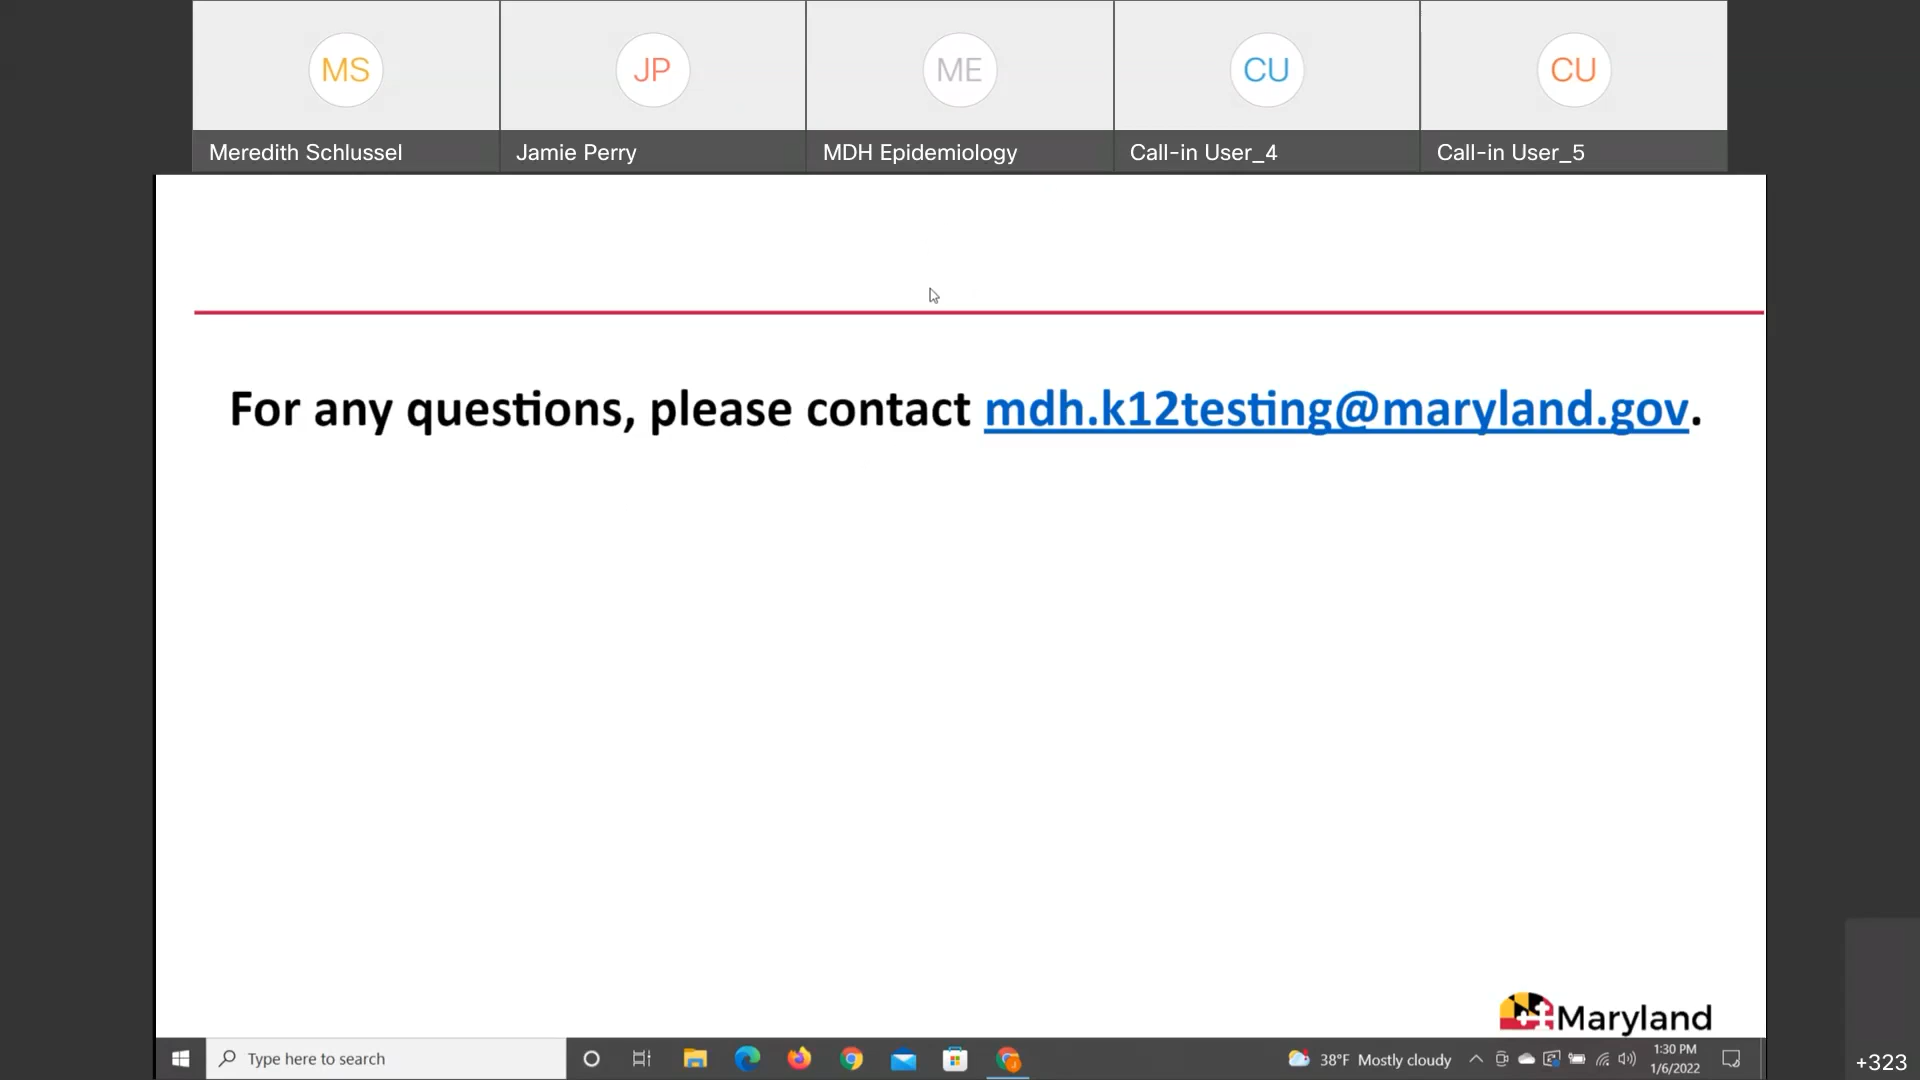 MS
JP
ME
CU
CU
Meredith Schlussel
Jamie Perry
MDH Epidemiology
Call-in User_4
Call-in User_5
For any questions, please contact mdh.k12testing@maryland.gov.
Maryland
Type here to search
38°F Mostly cloudy
1:30 PM
1/6/2022
+323